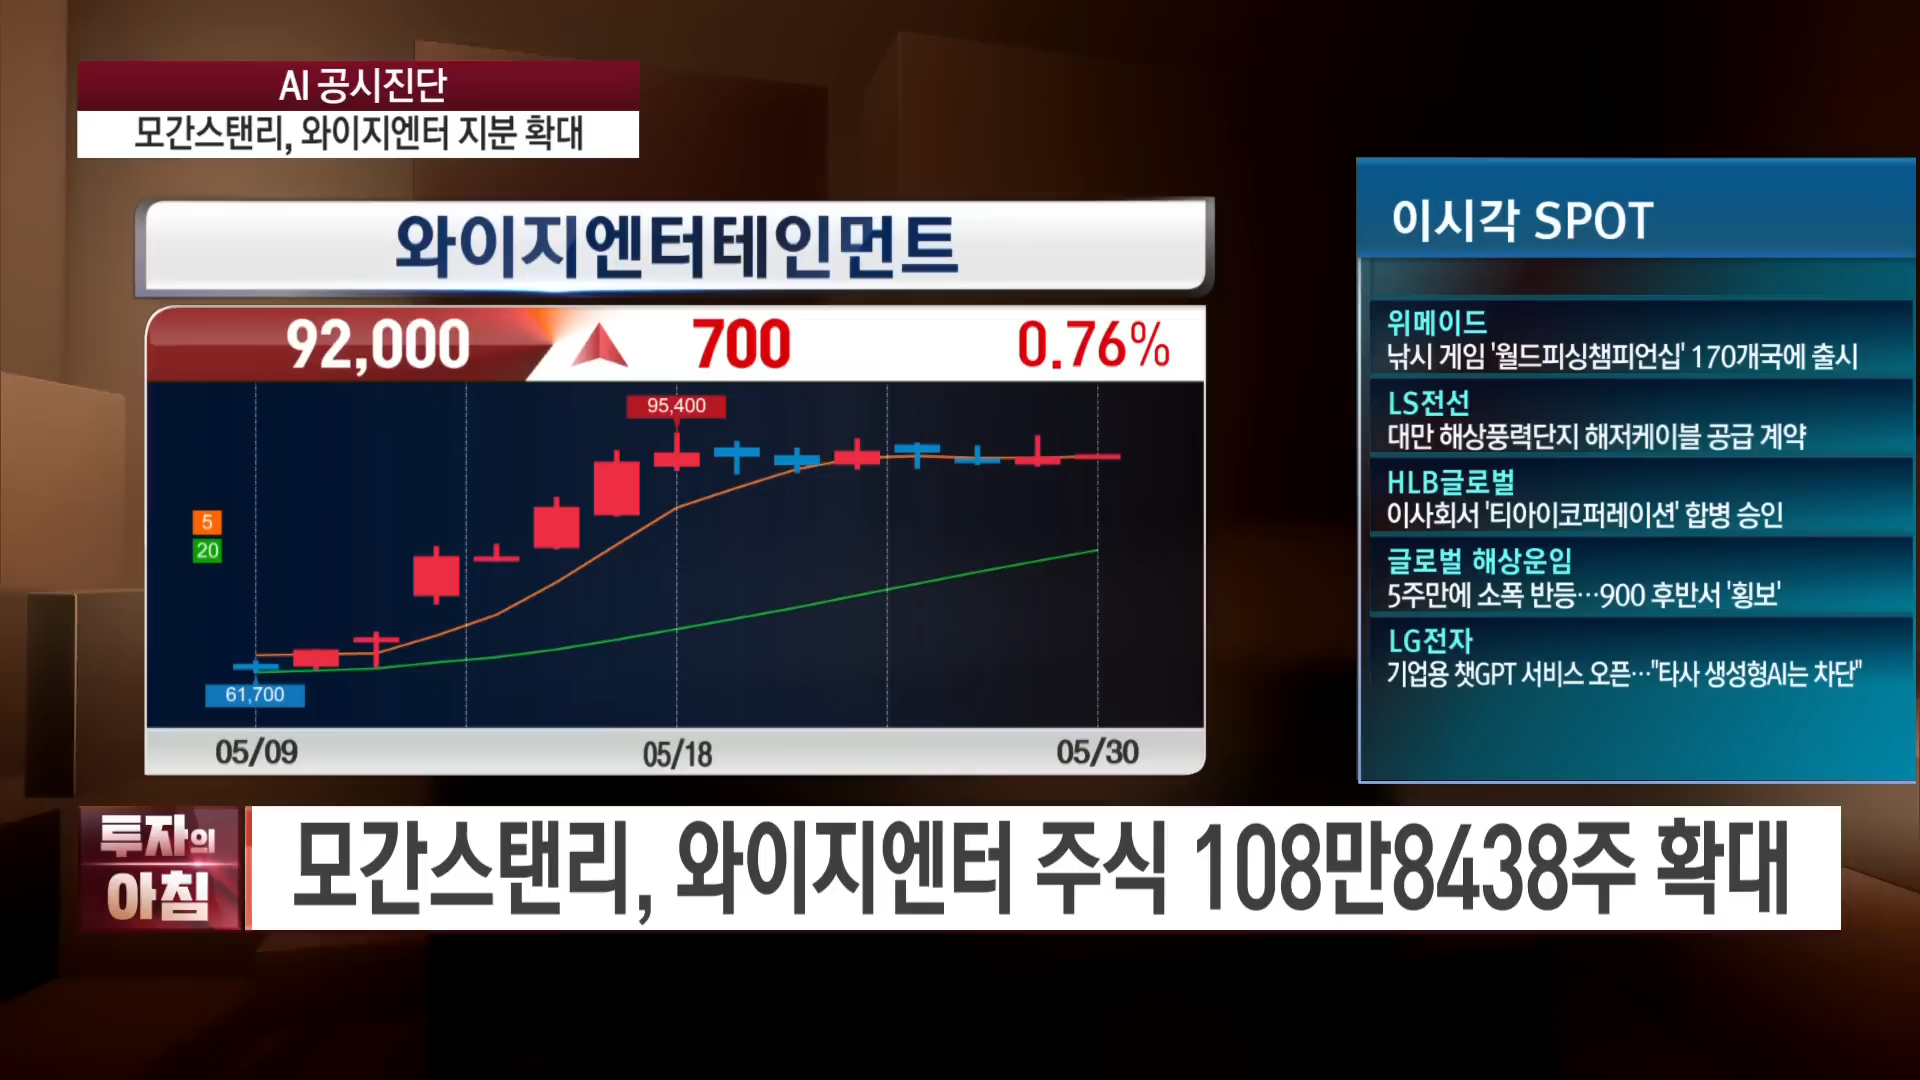 AI 공시진단
모간스탠리, 와이지엔터 지분 확대
와이지엔터테인먼트
92,000 700 0.76%
95,400
5
20
61,700
05/09 05/18 05/30
이시각 SPOT
위메이드
낚시 게임 '월드피싱챔피언십' 170개국에 출시
LS전선
대만 해상풍력단지 해저케이블 공급 계약
HLB글로벌
이사회서 '티아이코퍼레이션' 합병 승인
글로벌 해상운임
5주만에 소폭 반등…900 후반서 '횡보'
LG전자
기업용 챗GPT 서비스 오픈…"타사 생성형AI는 차단"
투자의
아침
모간스탠리, 와이지엔터 주식 108만8438주 확대